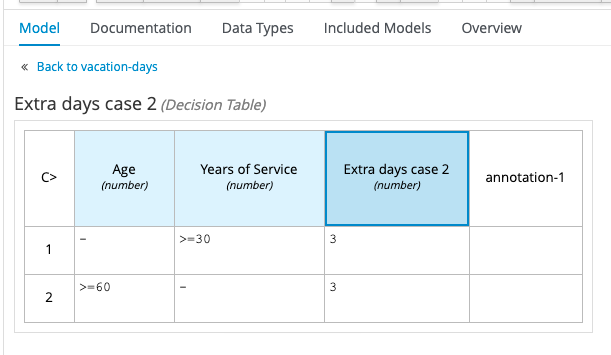 Model Documentation Data Types Included Models Overview
« Back to vacation-days
Extra days case 2 (Decision Table)
C> Age (number) Years of Service (number) Extra days case 2 (number) annotation-1
1 - >=30 3
2 >=60 - 3